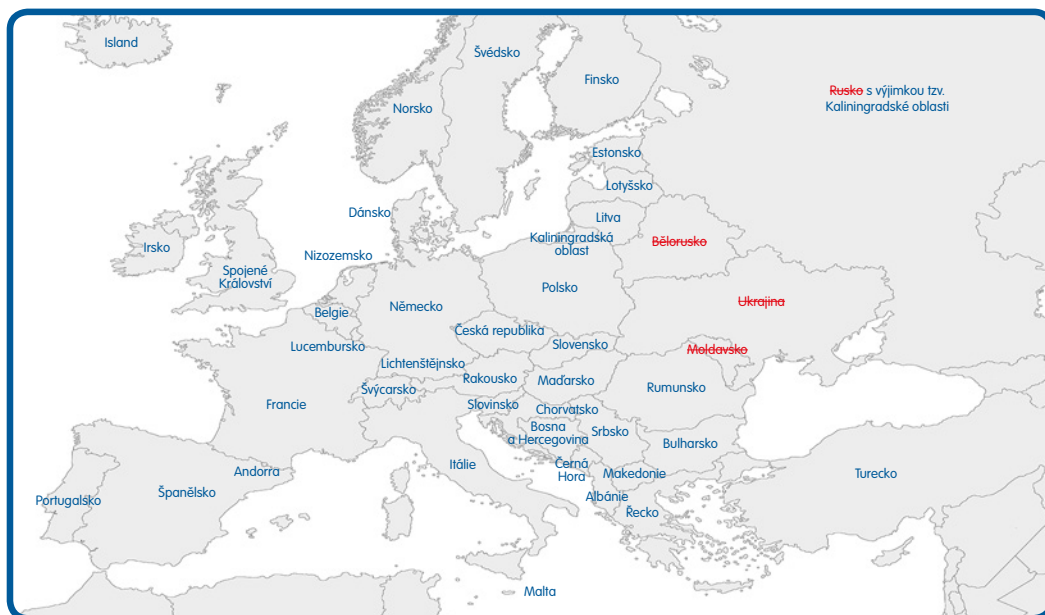 Island
Švédsko
Finsko
Norsko
Rusko s výjimkou tzv.
Kaliningradské oblasti
Estonsko
Lotyšsko
Dánsko
Litva
Irsko
Nizozemsko
Kaliningradská
oblast
Bělorusko
Spojené
Království
Německo
Polsko
Ukrajina
Belgie
Česká republika
Lucembursko
Slovensko
Moldavsko
Lichtenštějnsko
Rakousko
Maďarsko
Švýcarsko
Rumunsko
Francie
Slovinsko
Chorvatsko
Bosna
a Hercegovina
Srbsko
Bulharsko
Itálie
Černá
Hora
Makedonie
Andorra
Turecko
Portugalsko
Španělsko
Albánie
Řecko
Malta